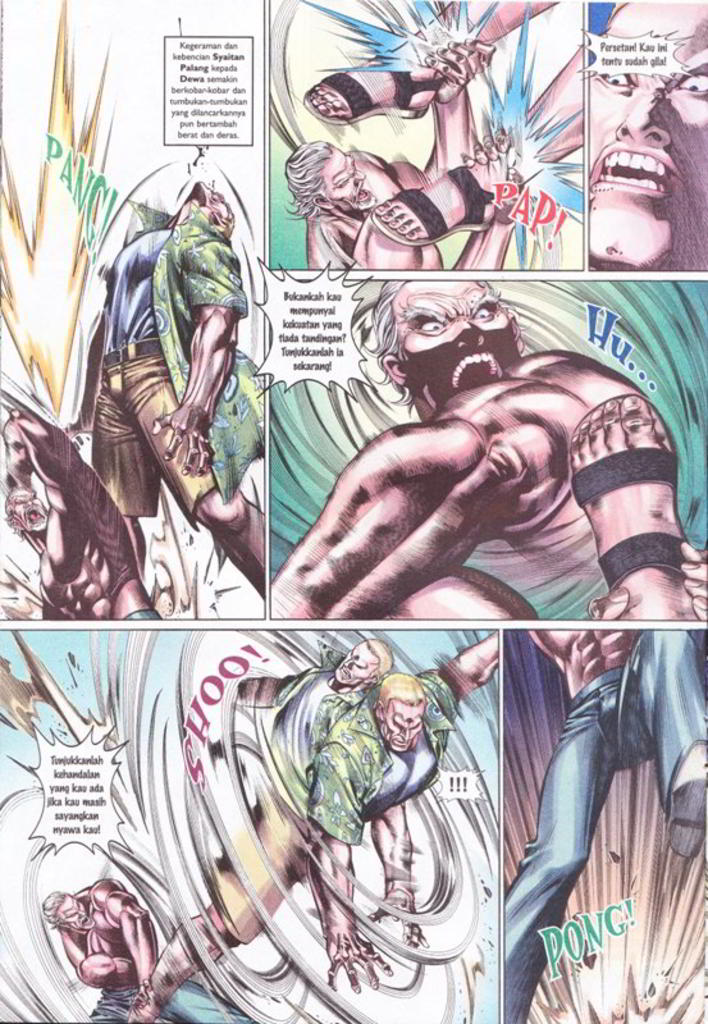 Kegeraman dan
kebencian Syaitan
Palang kepada
Dewa semakin
berkobar-kobar dan
tumbukan-tumbukan
yang dilancarkan
pun bertambah
berat dan deras.
PANG!
PAP!
Persetan! Kau ini
tentu sudah gila!
Bukankah kau
mempunyai
kekuatan yang
tiada tandingan?
Tunjukkanlah ia
sekarang!
Hu...
SHOO!
Tunjukkanlah
kehandalan
yang kau ada
jika kau masih
sayangkan
nyawa kau!
!!!
PONG!